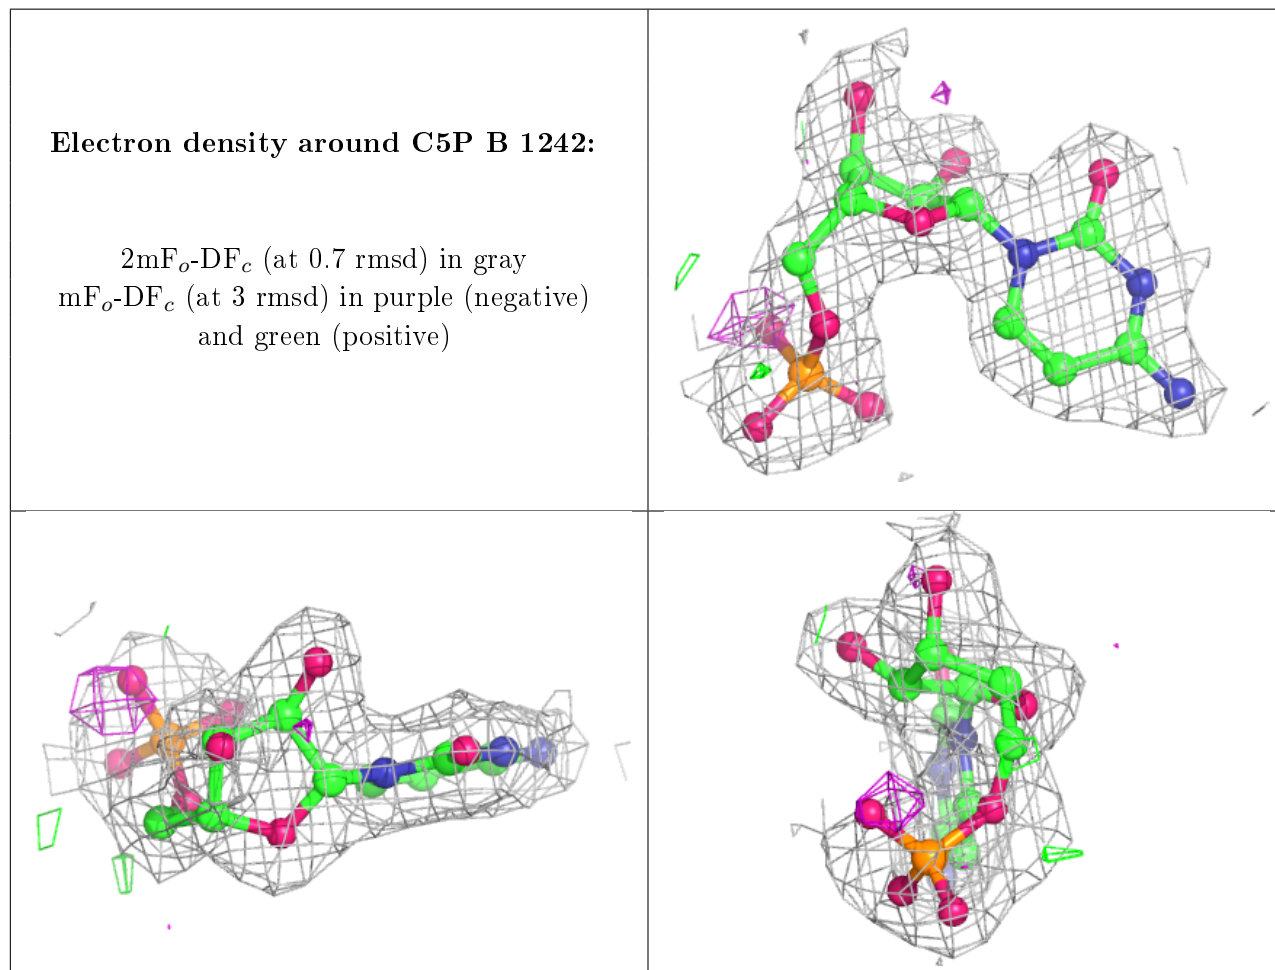 Electron density around C5P B 1242:
2mFo-DFc (at 0.7 rmsd) in gray
mFo-DFc (at 3 rmsd) in purple (negative)
and green (positive)